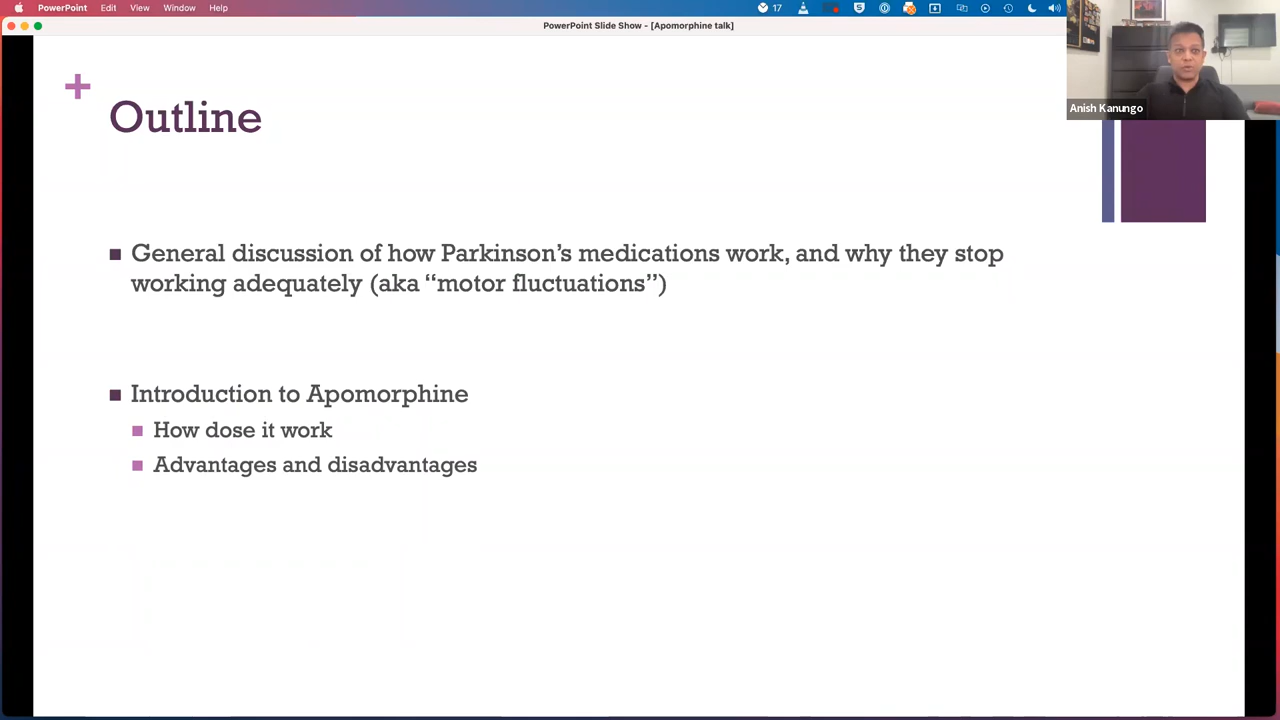 PowerPoint Edit View Window Help 17
PowerPoint Slide Show - [Apomorphine talk]
Anish Kanungo
+
Outline
General discussion of how Parkinson’s medications work, and why they stop
working adequately (aka “motor fluctuations”)
Introduction to Apomorphine
How dose it work
Advantages and disadvantages